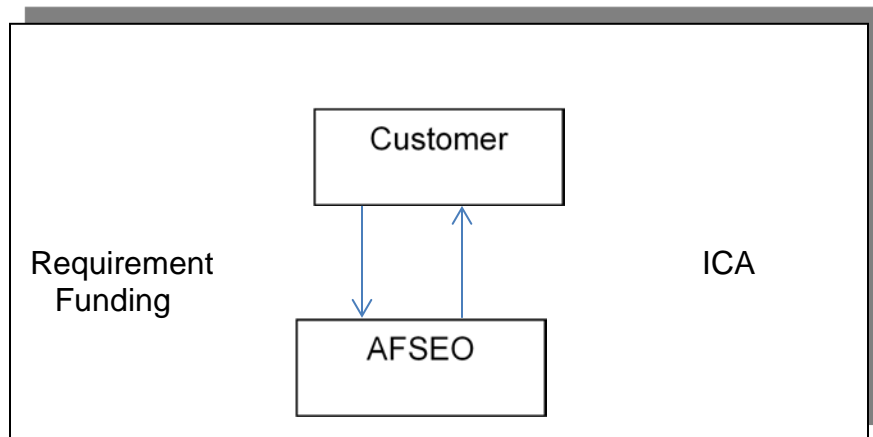 Customer
Requirement
Funding
ICA
AFSEO